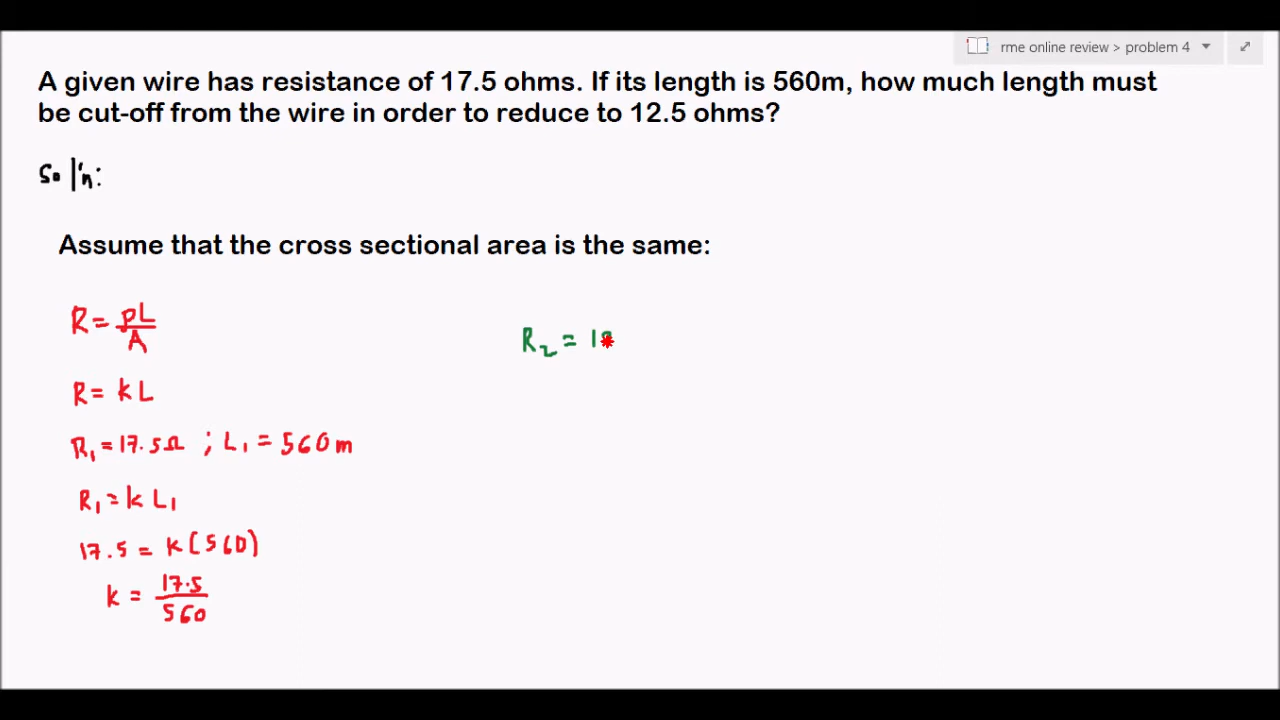 rme online review > problem 4
A given wire has resistance of 17.5 ohms. If its length is 560m, how much length must
be cut-off from the wire in order to reduce to 12.5 ohms?
Sol'n:
Assume that the cross sectional area is the same:
R = ρL/A
R = kL
R₁ = 17.5Ω ; L₁ = 560m
R₁ = kL₁
17.5 = k(560)
k = 17.5/560
R₂ = 1